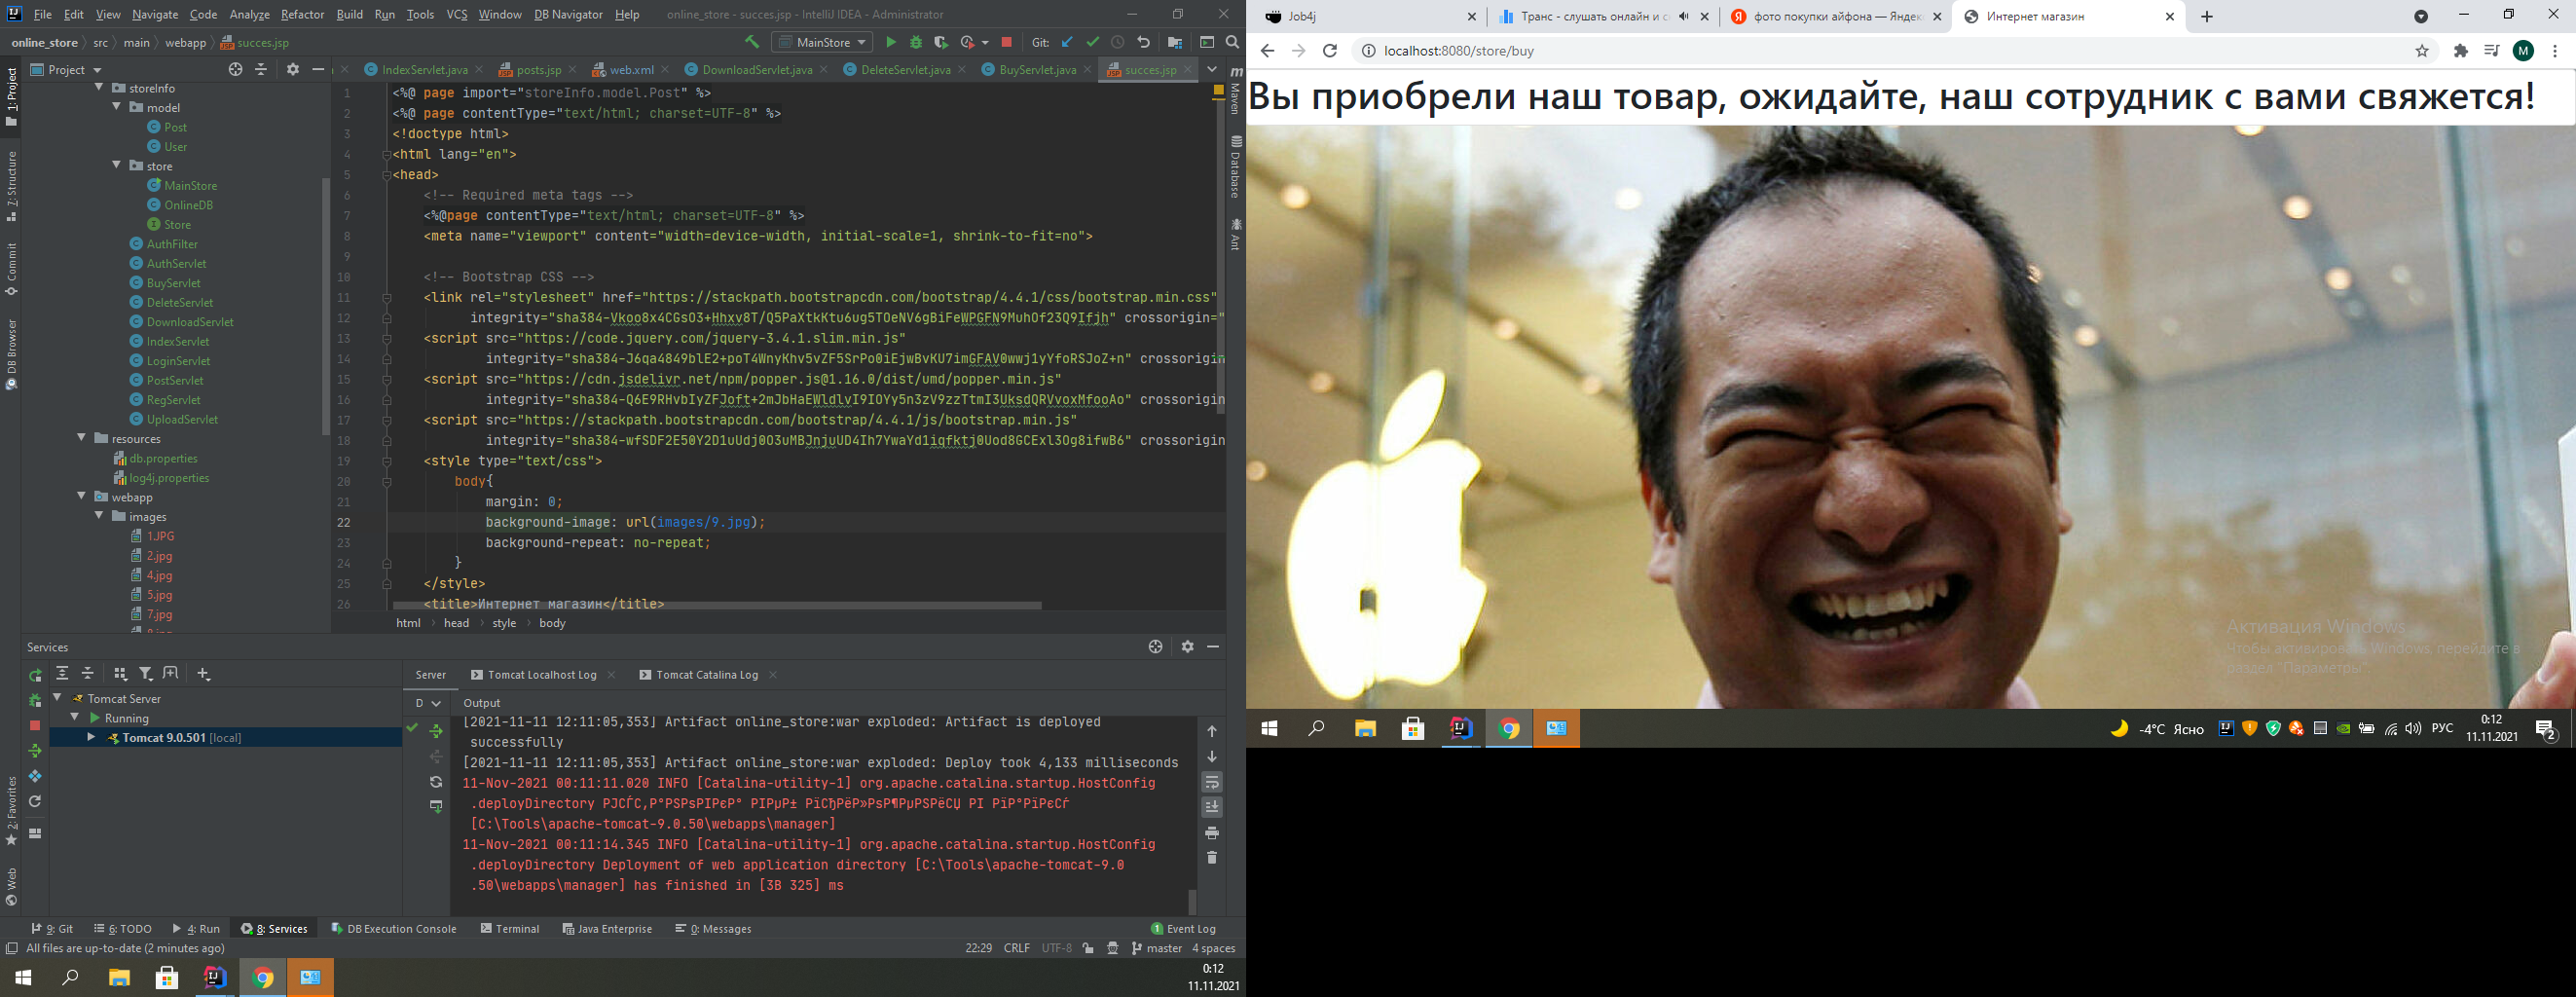 File Edit View Navigate Code Analyze Refactor Build Run Tools VCS Window DB Navigator Help online_store - succes.jsp - IntelliJ IDEA - Administrator
online_store src main webapp succes.jsp MainStore Git:
Project
IndexServlet.java posts.jsp web.xml DownloadServlet.java DeleteServlet.java BuyServlet.java succes.jsp
1: Project
7: Structure
Commit
DB Browser
2: Favorites
Web
storeInfo
model
Post
User
store
MainStore
OnlineDB
Store
AuthFilter
AuthServlet
BuyServlet
DeleteServlet
DownloadServlet
IndexServlet
LoginServlet
PostServlet
RegServlet
UploadServlet
resources
db.properties
log4j.properties
webapp
images
1.JPG
2.jpg
4.jpg
5.jpg
7.jpg
1 <%@ page import="storeInfo.model.Post" %>
2 <%@ page contentType="text/html; charset=UTF-8" %>
3 <!doctype html>
4 <html lang="en">
5 <head>
6 <!-- Required meta tags -->
7 <%@page contentType="text/html; charset=UTF-8" %>
8 <meta name="viewport" content="width=device-width, initial-scale=1, shrink-to-fit=no">
9
10 <!-- Bootstrap CSS -->
11 <link rel="stylesheet" href="https://stackpath.bootstrapcdn.com/bootstrap/4.4.1/css/bootstrap.min.css"
12 integrity="sha384-Vkoo8x4CGsO3+Hhxv8T/Q5PaXtkKtu6ug5TOeNV6gBiFeWPGFN9MuhOf23Q9Ifjh" crossorigin="
13 <script src="https://code.jquery.com/jquery-3.4.1.slim.min.js"
14 integrity="sha384-J6qa4849blE2+poT4WnyKhv5vZF5SrPo0iEjwBvKU7imGFAV0wwj1yYfoRSJoZ+n" crossorigin
15 <script src="https://cdn.jsdelivr.net/npm/popper.js@1.16.0/dist/umd/popper.min.js"
16 integrity="sha384-Q6E9RHvbIyZFJoft+2mJbHaEWldlvI9IOYy5n3zV9zzTtmI3UksdQRVvoxMfooAo" crossorigin
17 <script src="https://stackpath.bootstrapcdn.com/bootstrap/4.4.1/js/bootstrap.min.js"
18 integrity="sha384-wfSDF2E50Y2D1uUdj0O3uMBJnjuUD4Ih7YwaYd1iqfktj0Uod8GCExl3Og8ifwB6" crossorigin
19 <style type="text/css">
20 body{
21 margin: 0;
22 background-image: url(images/9.jpg);
23 background-repeat: no-repeat;
24 }
25 </style>
26 <title>Интернет магазин</title>
html head style body
Maven
Database
Ant
Services
Tomcat Server
Running
Tomcat 9.0.501 [local]
Server Tomcat Localhost Log Tomcat Catalina Log
D Output
[2021-11-11 12:11:05,353] Artifact online_store:war exploded: Artifact is deployed
successfully
[2021-11-11 12:11:05,353] Artifact online_store:war exploded: Deploy took 4,133 milliseconds
11-Nov-2021 00:11:11.020 INFO [Catalina-utility-1] org.apache.catalina.startup.HostConfig
.deployDirectory
[C:\Tools\apache-tomcat-9.0.50\webapps\manager]
11-Nov-2021 00:11:14.345 INFO [Catalina-utility-1] org.apache.catalina.startup.HostConfig
.deployDirectory Deployment of web application directory [C:\Tools\apache-tomcat-9.0
.50\webapps\manager] has finished in [3В 325] ms
9: Git 6: TODO 4: Run 8: Services DB Execution Console Terminal Java Enterprise 0: Messages 1 Event Log
All files are up-to-date (2 minutes ago) 22:29 CRLF UTF-8 master 4 spaces
0:12
11.11.2021
Job4j Транс - слушать онлайн и с фото покупки айфона — Яндек Интернет магазин
localhost:8080/store/buy M
Вы приобрели наш товар, ожидайте, наш сотрудник с вами свяжется!
Активация Windows
Чтобы активировать Windows, перейдите в
раздел "Параметры".
-4°C Ясно РУС 0:12
11.11.2021 2